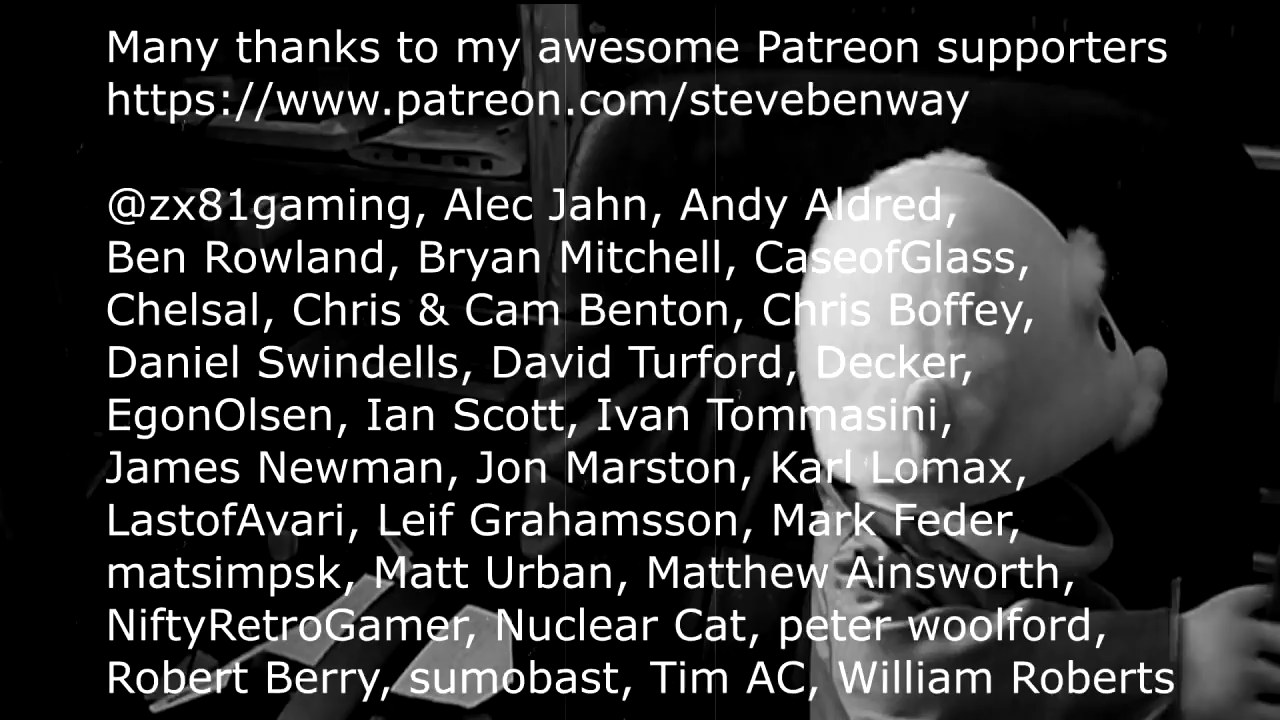 Many thanks to my awesome Patreon supporters
https://www.patreon.com/stevebenway
@zx81gaming, Alec Jahn, Andy Aldred,
Ben Rowland, Bryan Mitchell, CaseofGlass,
Chelsal, Chris & Cam Benton, Chris Boffey,
Daniel Swindells, David Turford, Decker,
EgonOlsen, Ian Scott, Ivan Tommasini,
James Newman, Jon Marston, Karl Lomax,
LastofAvari, Leif Grahamsson, Mark Feder,
matsimpsk, Matt Urban, Matthew Ainsworth,
NiftyRetroGamer, Nuclear Cat, peter woolford,
Robert Berry, sumobast, Tim AC, William Roberts